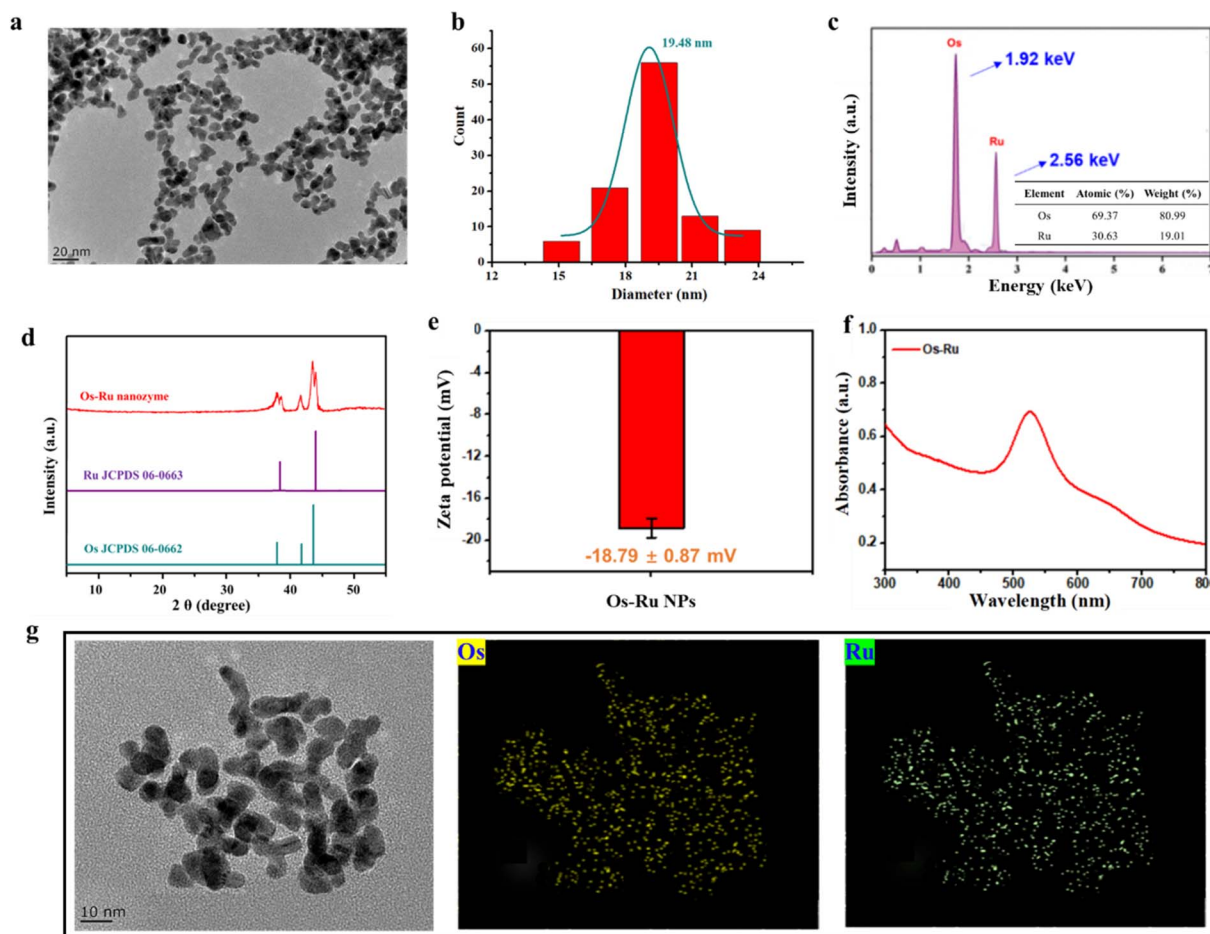 a
20 nm
b
19.48 nm
Count
60
50
40
30
20
10
0
12
15
18
21
24
Diameter (nm)
c
Os
1.92 keV
Ru
2.56 keV
Element Atomic (%) Weight (%)
Os 69.37 80.99
Ru 30.63 19.01
Intensity (a.u.)
0 1 2 3 4 5 6 7
Energy (keV)
d
Os-Ru nanozyme
Ru JCPDS 06-0663
Os JCPDS 06-0662
Intensity (a.u.)
10 20 30 40 50
2 θ (degree)
e
Zeta potential (mV)
0
-4
-8
-12
-16
-20
-18.79 ± 0.87 mV
Os-Ru NPs
f
Os-Ru
Absorbance (a.u.)
1.0
0.8
0.6
0.4
0.2
0.0
300 400 500 600 700 800
Wavelength (nm)
g
10 nm
Os
Ru